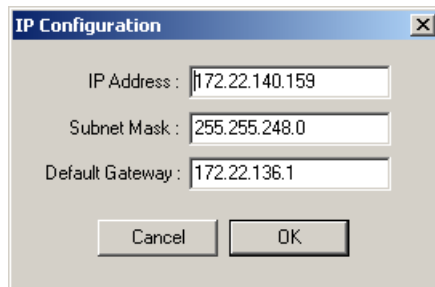 IP Configuration
IP Address : 172.22.140.159
Subnet Mask : 255.255.248.0
Default Gateway : 172.22.136.1
Cancel OK